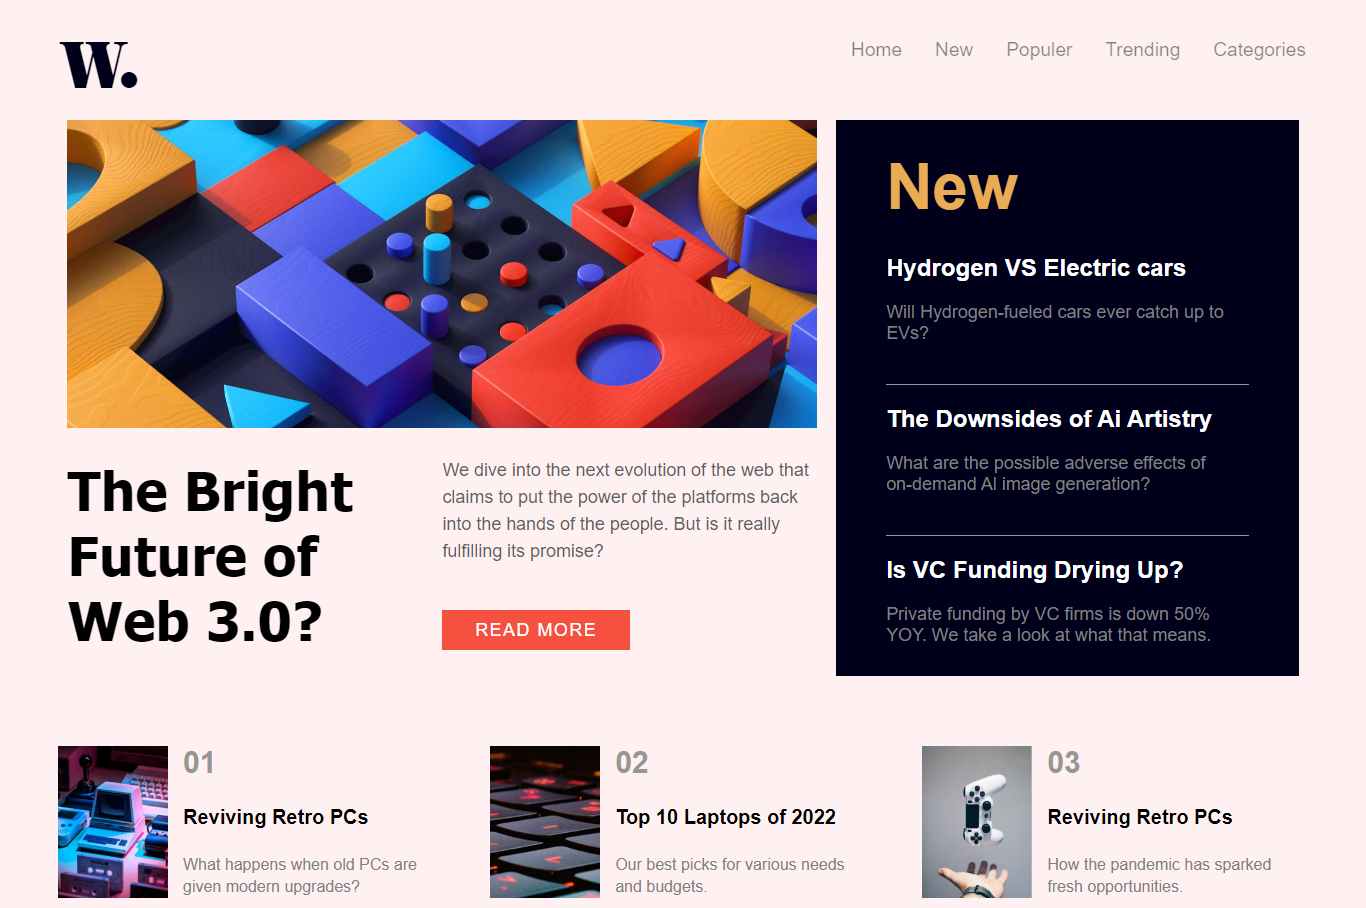 W.
Home New Populer Trending Categories
New
Hydrogen VS Electric cars
Will Hydrogen-fueled cars ever catch up to
EVs?
The Downsides of Ai Artistry
What are the possible adverse effects of
on-demand AI image generation?
Is VC Funding Drying Up?
Private funding by VC firms is down 50%
YOY. We take a look at what that means.
The Bright
Future of
Web 3.0?
We dive into the next evolution of the web that
claims to put the power of the platforms back
into the hands of the people. But is it really
fulfilling its promise?
READ MORE
01
Reviving Retro PCs
What happens when old PCs are
given modern upgrades?
02
Top 10 Laptops of 2022
Our best picks for various needs
and budgets.
03
Reviving Retro PCs
How the pandemic has sparked
fresh opportunities.